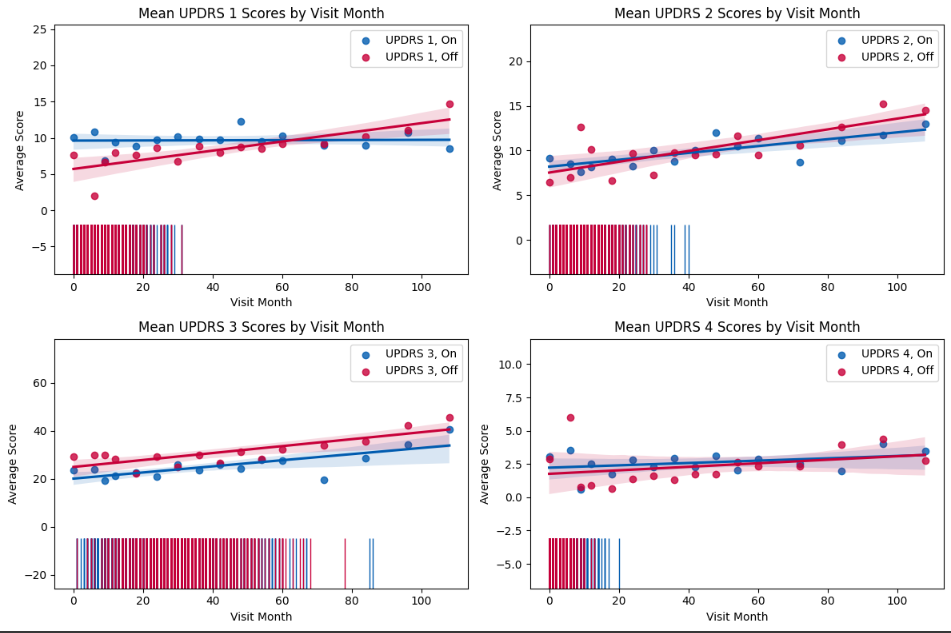 Mean UPDRS 1 Scores by Visit Month
25
20
15
10
5
0
−5
Average Score
UPDRS 1, On
UPDRS 1, Off
0 20 40 60 80 100
Visit Month
Mean UPDRS 2 Scores by Visit Month
20
15
10
5
0
Average Score
UPDRS 2, On
UPDRS 2, Off
0 20 40 60 80 100
Visit Month
Mean UPDRS 3 Scores by Visit Month
60
40
20
0
−20
Average Score
UPDRS 3, On
UPDRS 3, Off
0 20 40 60 80 100
Visit Month
Mean UPDRS 4 Scores by Visit Month
10.0
7.5
5.0
2.5
0.0
−2.5
−5.0
Average Score
UPDRS 4, On
UPDRS 4, Off
0 20 40 60 80 100
Visit Month